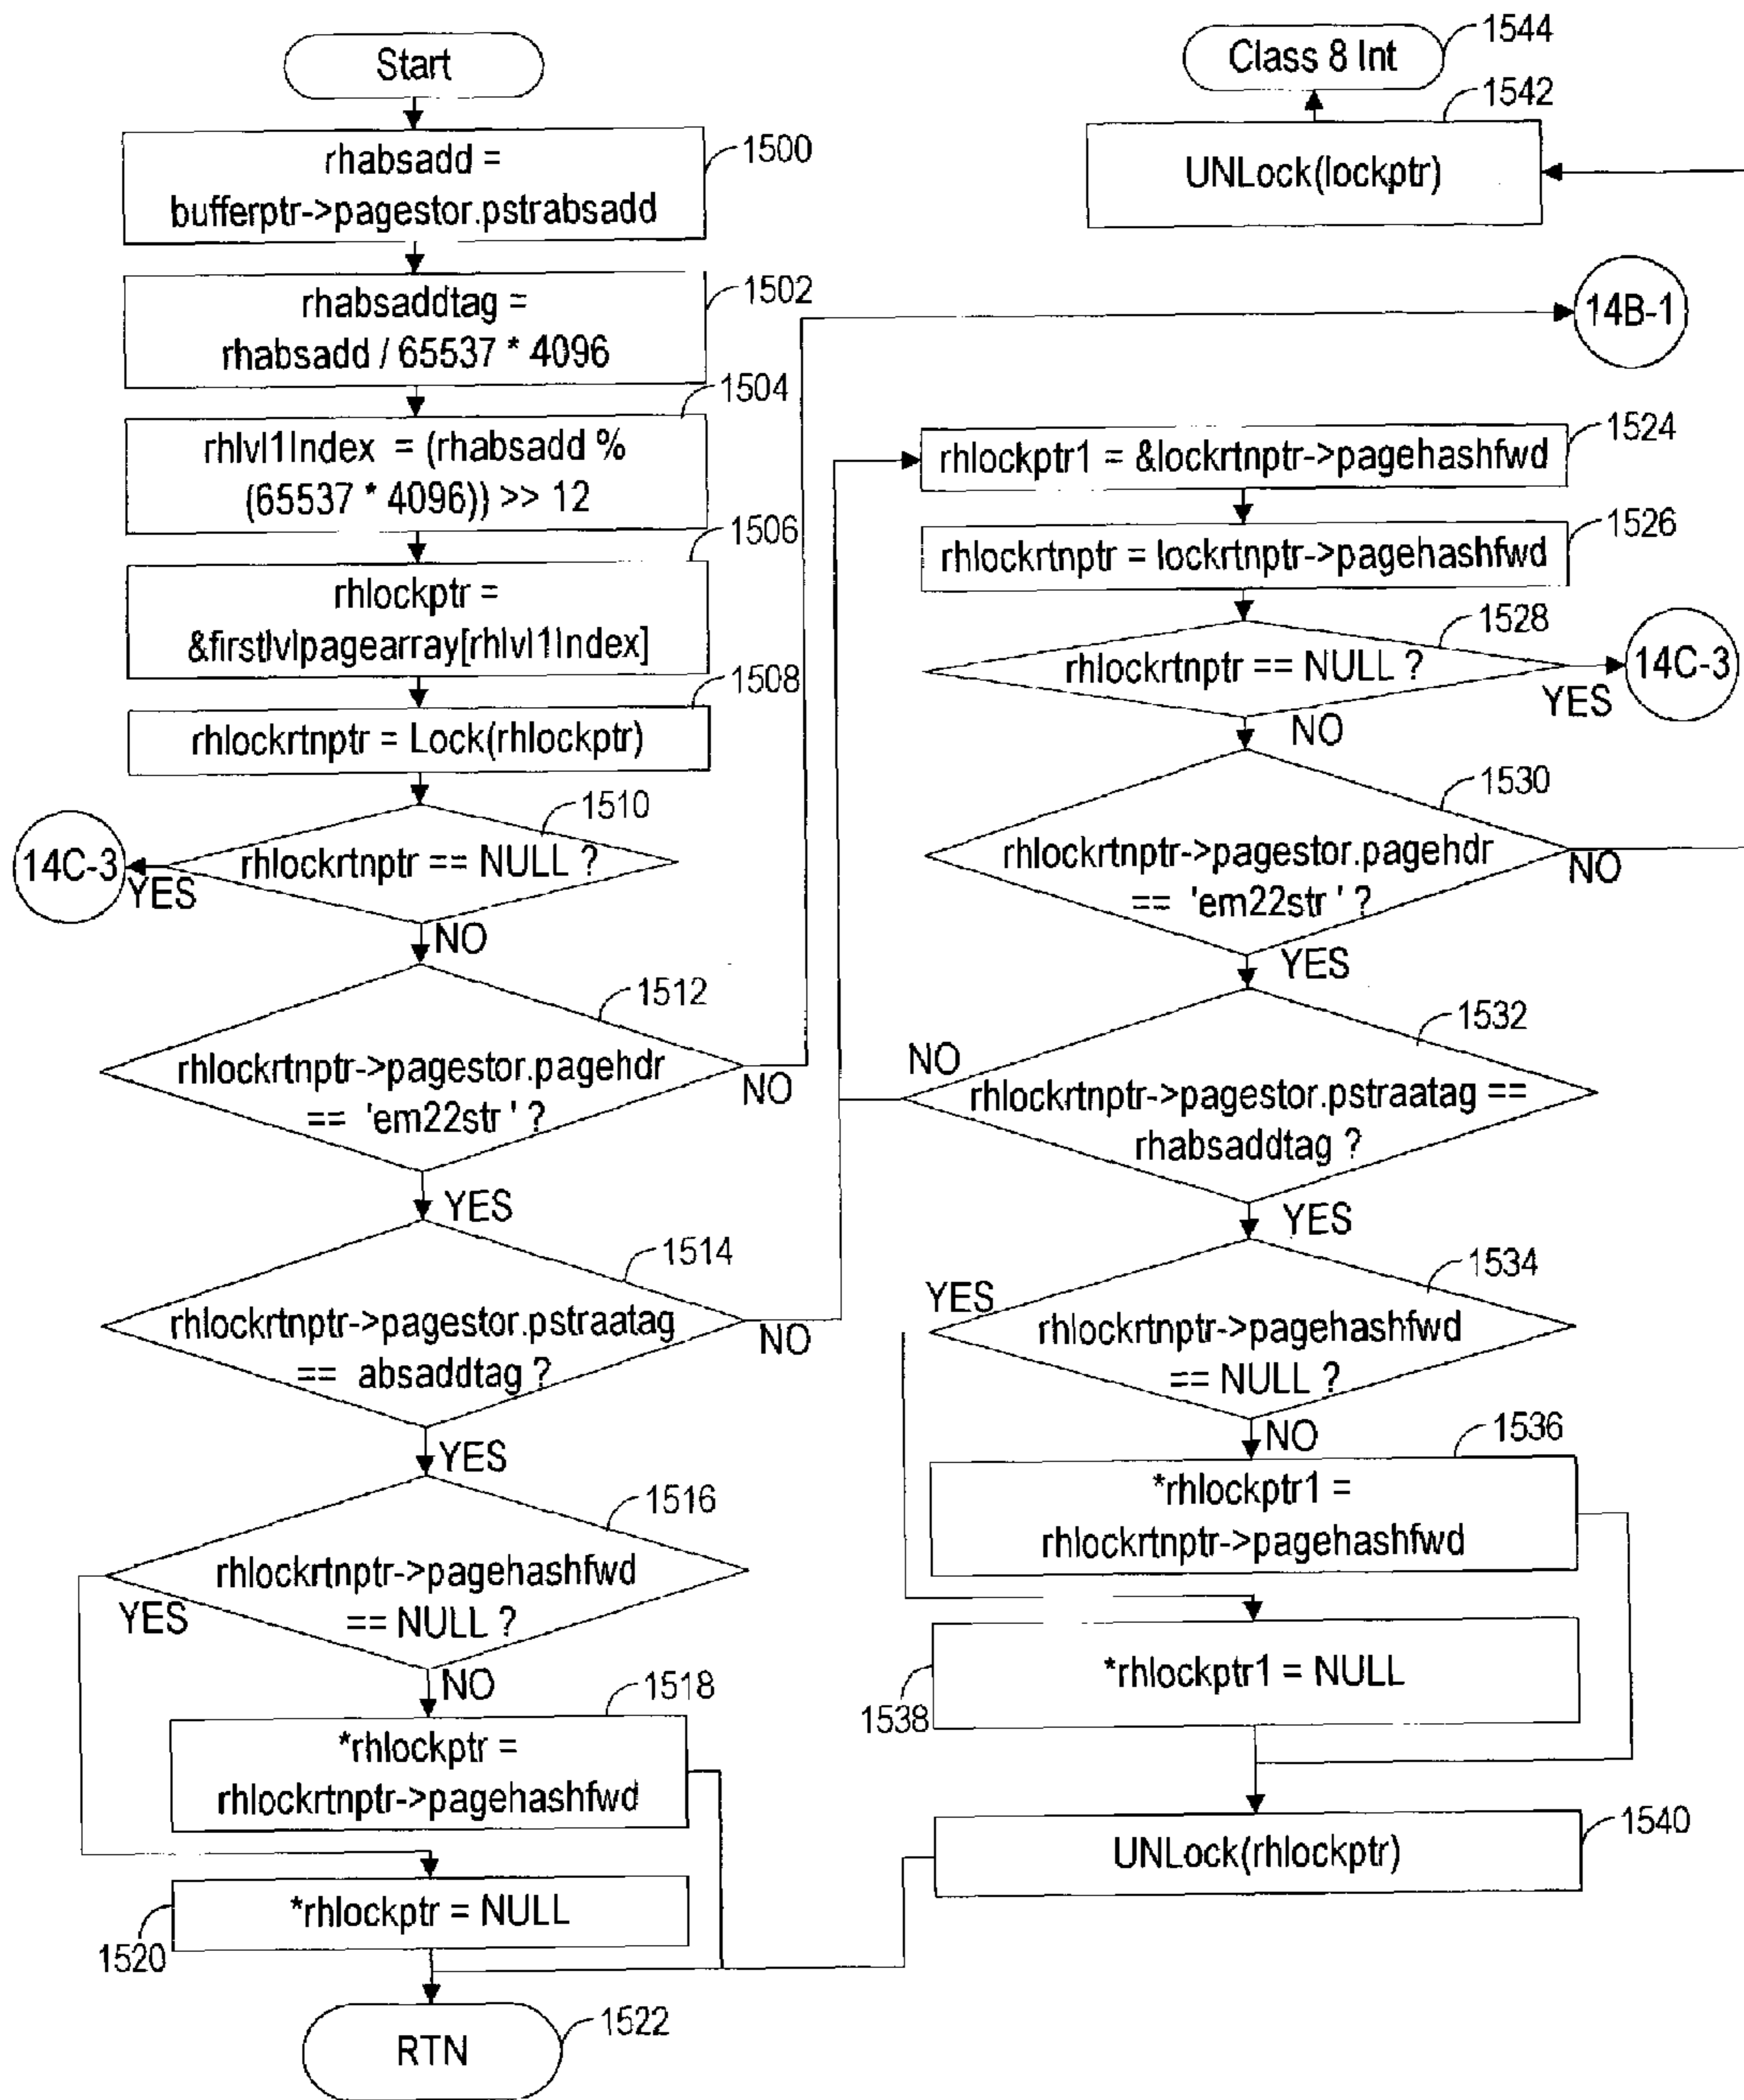 Start
rhabsadd =
bufferptr->pagestor.pstrabsadd
1500
rhabsaddtag =
rhabsadd / 65537 * 4096
1502
rhlvl1Index = (rhabsadd %
(65537 * 4096)) >> 12
1504
rhlockptr =
&firstlvlpagearray[rhlvl1Index]
1506
rhlockrtnptr = Lock(rhlockptr)
1508
rhlockrtnptr == NULL ?
1510
14C-3
YES
NO
rhlockrtnptr->pagestor.pagehdr
== 'em22str ' ?
1512
NO
YES
rhlockrtnptr->pagestor.pstraatag
== absaddtag ?
1514
NO
YES
rhlockrtnptr->pagehashfwd
== NULL ?
1516
YES
NO
*rhlockptr =
rhlockrtnptr->pagehashfwd
1518
*rhlockptr = NULL
1520
RTN
1522
Class 8 Int
1544
UNLock(lockptr)
1542
14B-1
rhlockptr1 = &lockrtnptr->pagehashfwd
1524
rhlockrtnptr = lockrtnptr->pagehashfwd
1526
rhlockrtnptr == NULL ?
1528
YES
14C-3
NO
rhlockrtnptr->pagestor.pagehdr
== 'em22str ' ?
1530
NO
YES
rhlockrtnptr->pagestor.pstraatag ==
rhabsaddtag ?
1532
NO
YES
rhlockrtnptr->pagehashfwd
== NULL ?
1534
YES
NO
*rhlockptr1 =
rhlockrtnptr->pagehashfwd
1536
*rhlockptr1 = NULL
1538
UNLock(rhlockptr)
1540